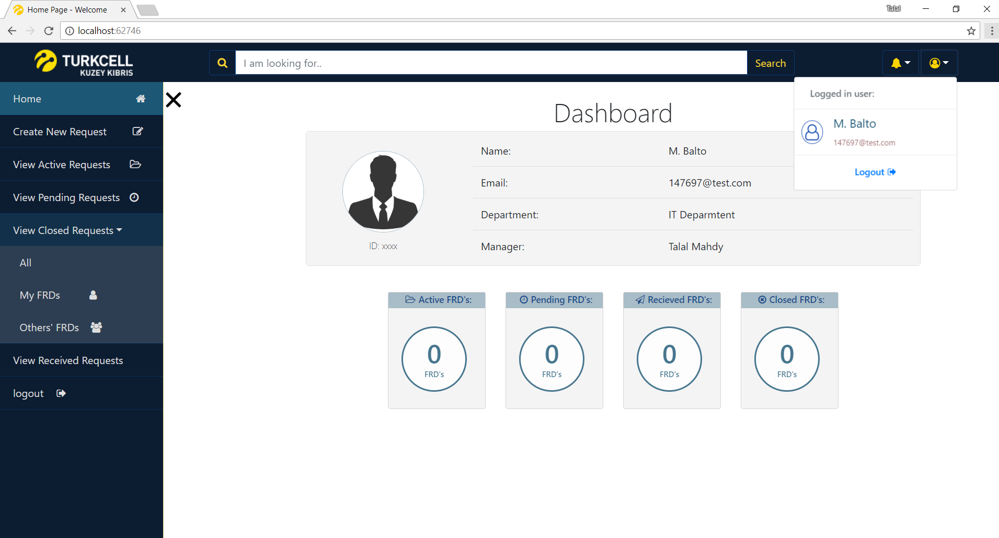 Home Page - Welcome
Talal
localhost:62746
TURKCELL
KUZEY KIBRIS
I am looking for..
Search
Logged in user:
M. Balto
147697@test.com
Logout
Home
Create New Request
View Active Requests
View Pending Requests
View Closed Requests
All
My FRDs
Others' FRDs
View Received Requests
logout
Dashboard
ID: xxxx
Name: M. Balto
Email: 147697@test.com
Department: IT Deparmtent
Manager: Talal Mahdy
Active FRD's:
0
FRD's
Pending FRD's:
0
FRD's
Recieved FRD's:
0
FRD's
Closed FRD's:
0
FRD's